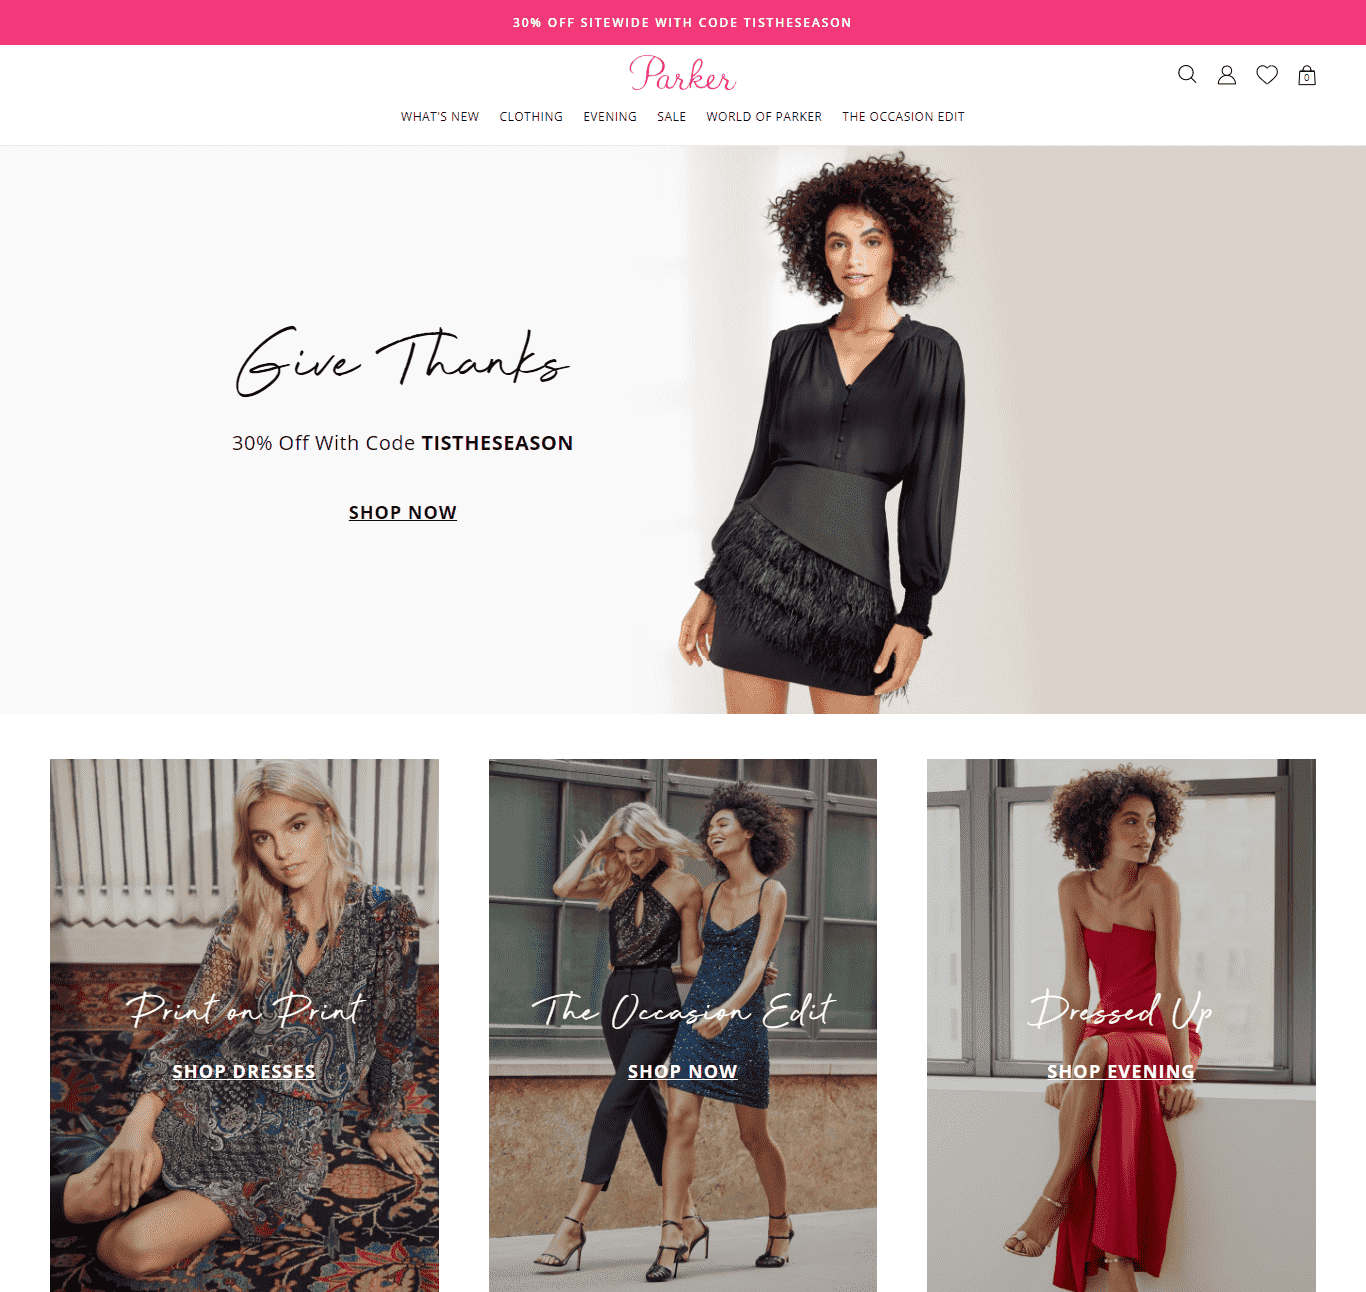 30% OFF SITEWIDE WITH CODE TISTHESEASON
Parker
0
WHAT'S NEW CLOTHING EVENING SALE WORLD OF PARKER THE OCCASION EDIT
Give Thanks
30% Off With Code TISTHESEASON
SHOP NOW
Print on Print
SHOP DRESSES
The Occasion Edit
SHOP NOW
Dressed Up
SHOP EVENING